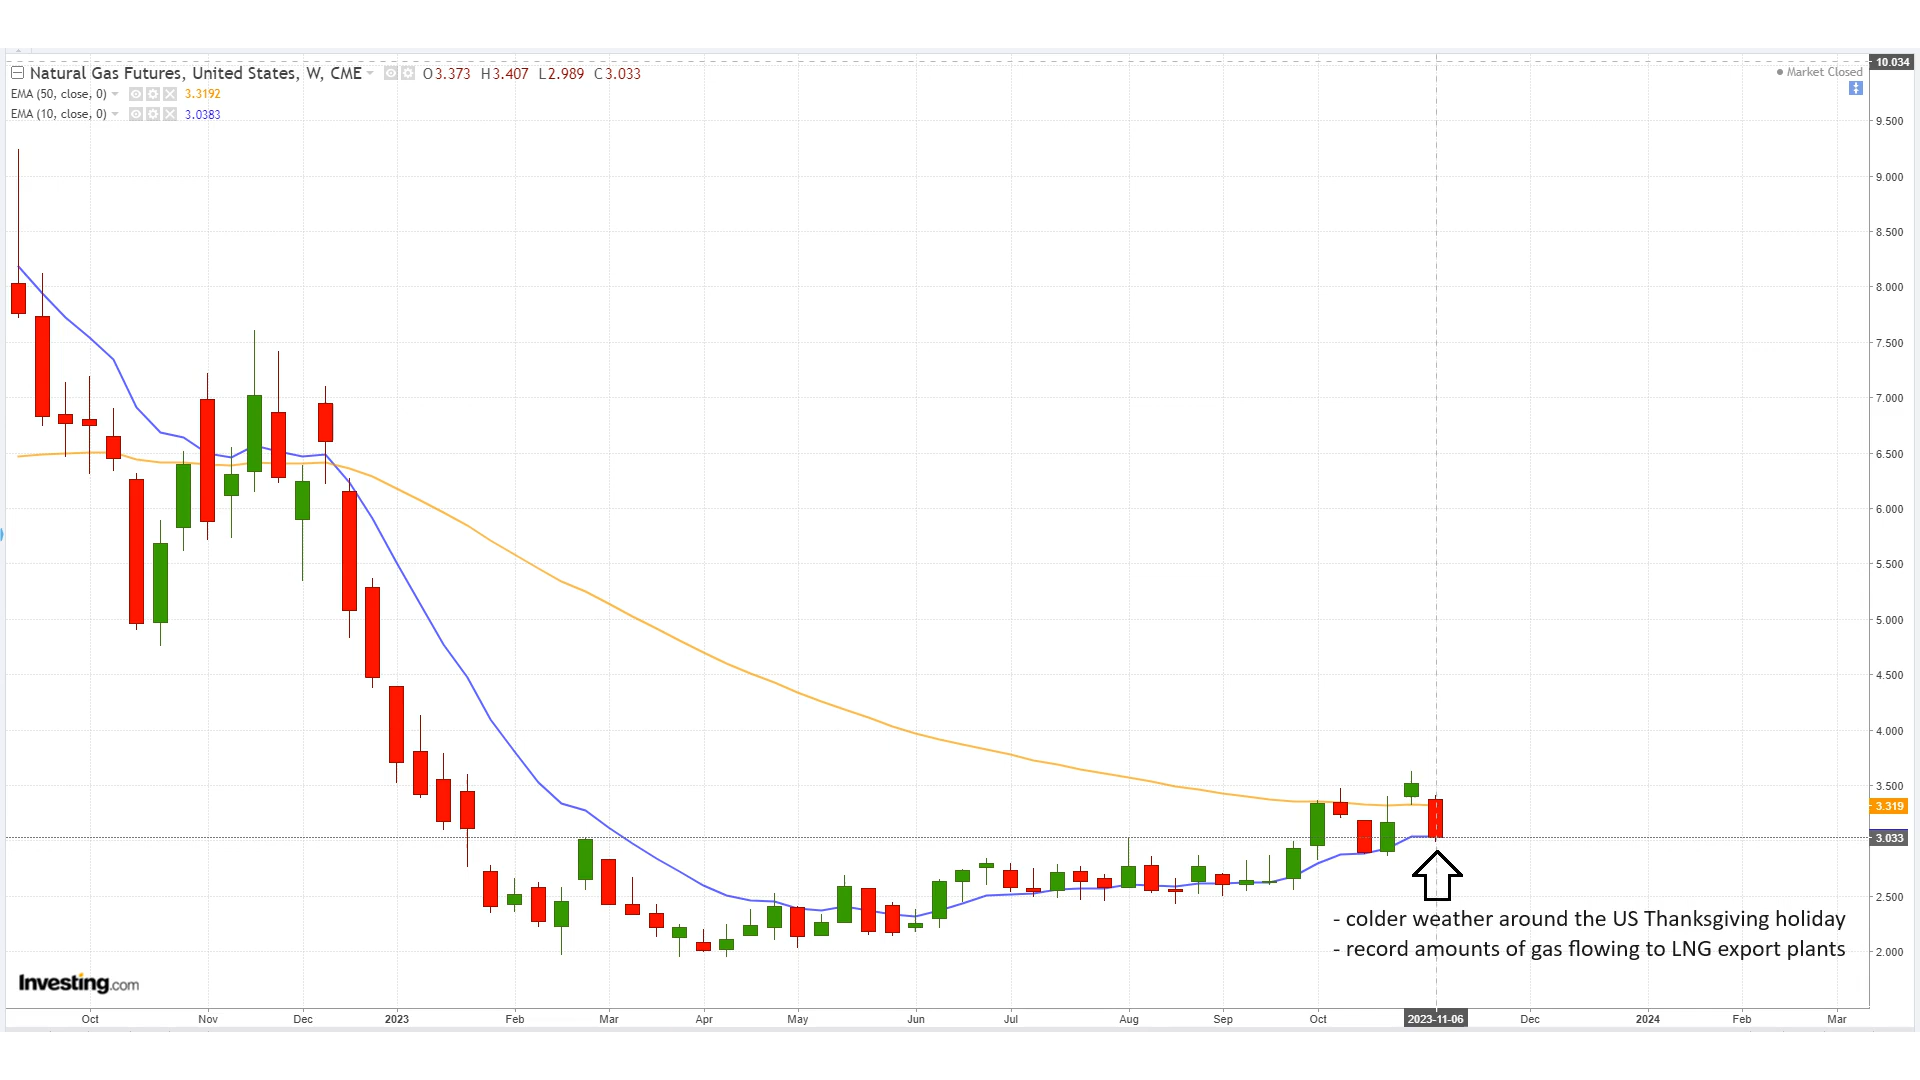 Natural Gas Futures, United States, W, CME O3.373 H3.407 L2.989 C3.033
EMA (50, close, 0) 3.3192
EMA (10, close, 0) 3.0383
Market Closed
10.034
9.500
9.000
8.500
8.000
7.500
7.000
6.500
6.000
5.500
5.000
4.500
4.000
3.500
3.319
3.033
2.500
2.000
- colder weather around the US Thanksgiving holiday
- record amounts of gas flowing to LNG export plants
Investing.com
Oct Nov Dec 2023 Feb Mar Apr May Jun Jul Aug Sep Oct 2023-11-06 Dec 2024 Feb Mar